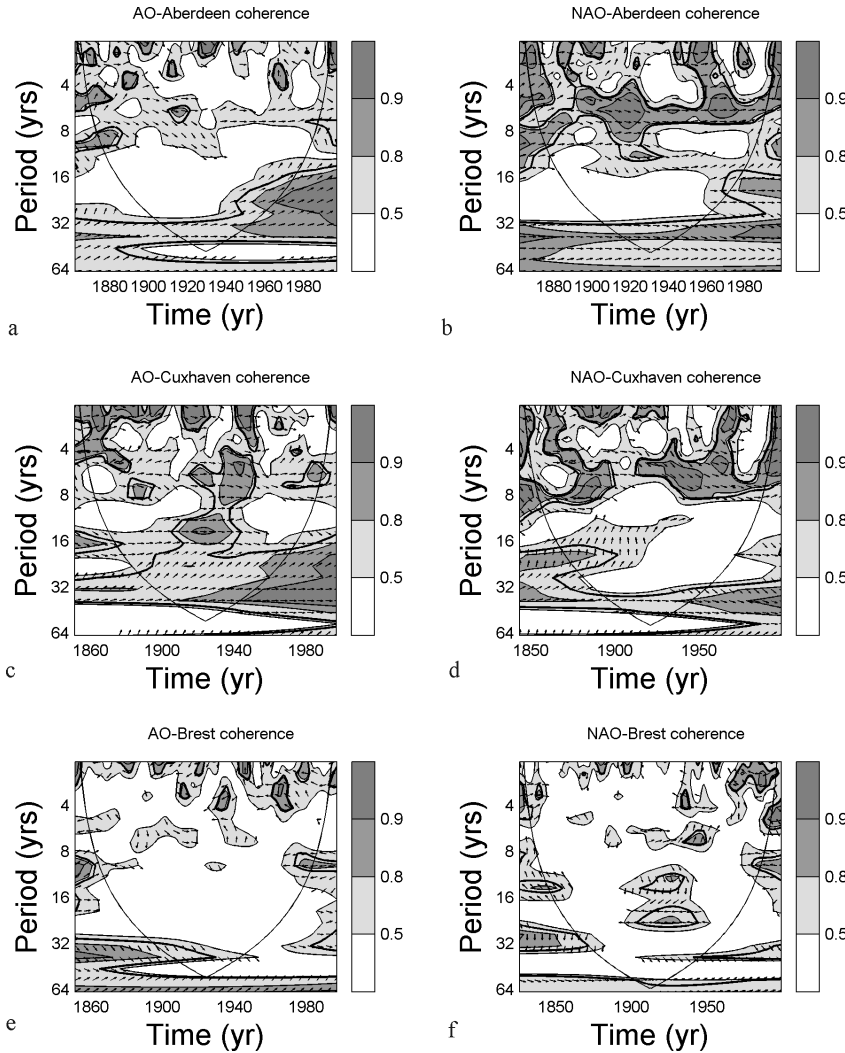 AO-Aberdeen coherence
Period (yrs)
4
8
16
32
64
1880 1900 1920 1940 1960 1980
Time (yr)
0.9
0.8
0.5
a
NAO-Aberdeen coherence
Period (yrs)
4
8
16
32
64
1880 1900 1920 1940 1960 1980
Time (yr)
0.9
0.8
0.5
b
AO-Cuxhaven coherence
Period (yrs)
4
8
16
32
64
1860 1900 1940 1980
Time (yr)
0.9
0.8
0.5
c
NAO-Cuxhaven coherence
Period (yrs)
4
8
16
32
64
1850 1900 1950 2000
Time (yr)
0.9
0.8
0.5
d
AO-Brest coherence
Period (yrs)
4
8
16
32
64
1860 1900 1940 1980
Time (yr)
0.9
0.8
0.5
e
NAO-Brest coherence
Period (yrs)
4
8
16
32
64
1850 1900 1950
Time (yr)
0.9
0.8
0.5
f